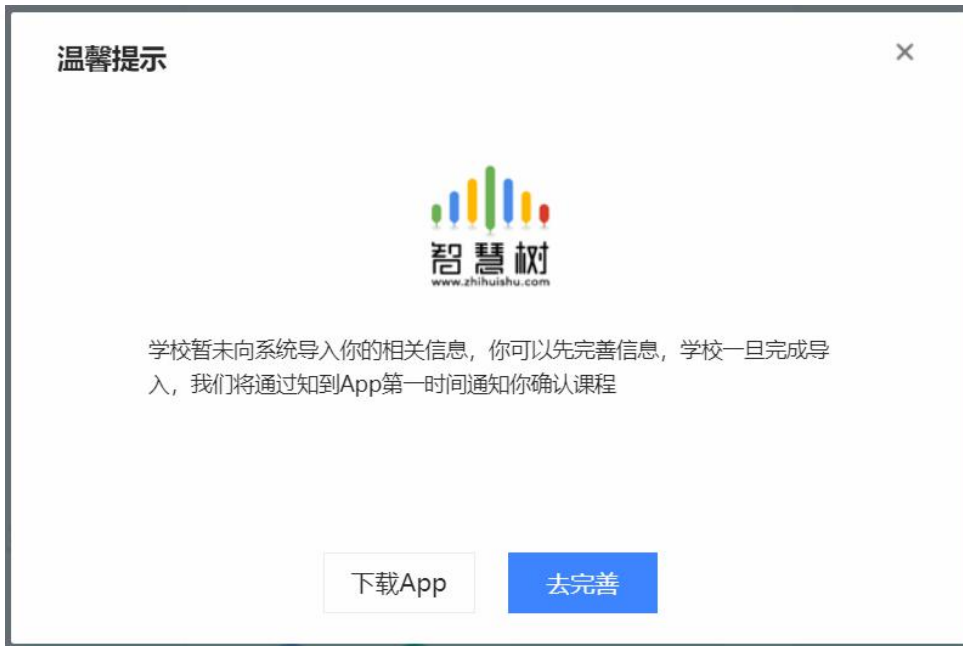 温馨提示
智慧树
www.zhihuishu.com
学校暂未向系统导入你的相关信息，你可以先完善信息，学校一旦完成导
入，我们将通过知到App第一时间通知你确认课程
下载App
去完善